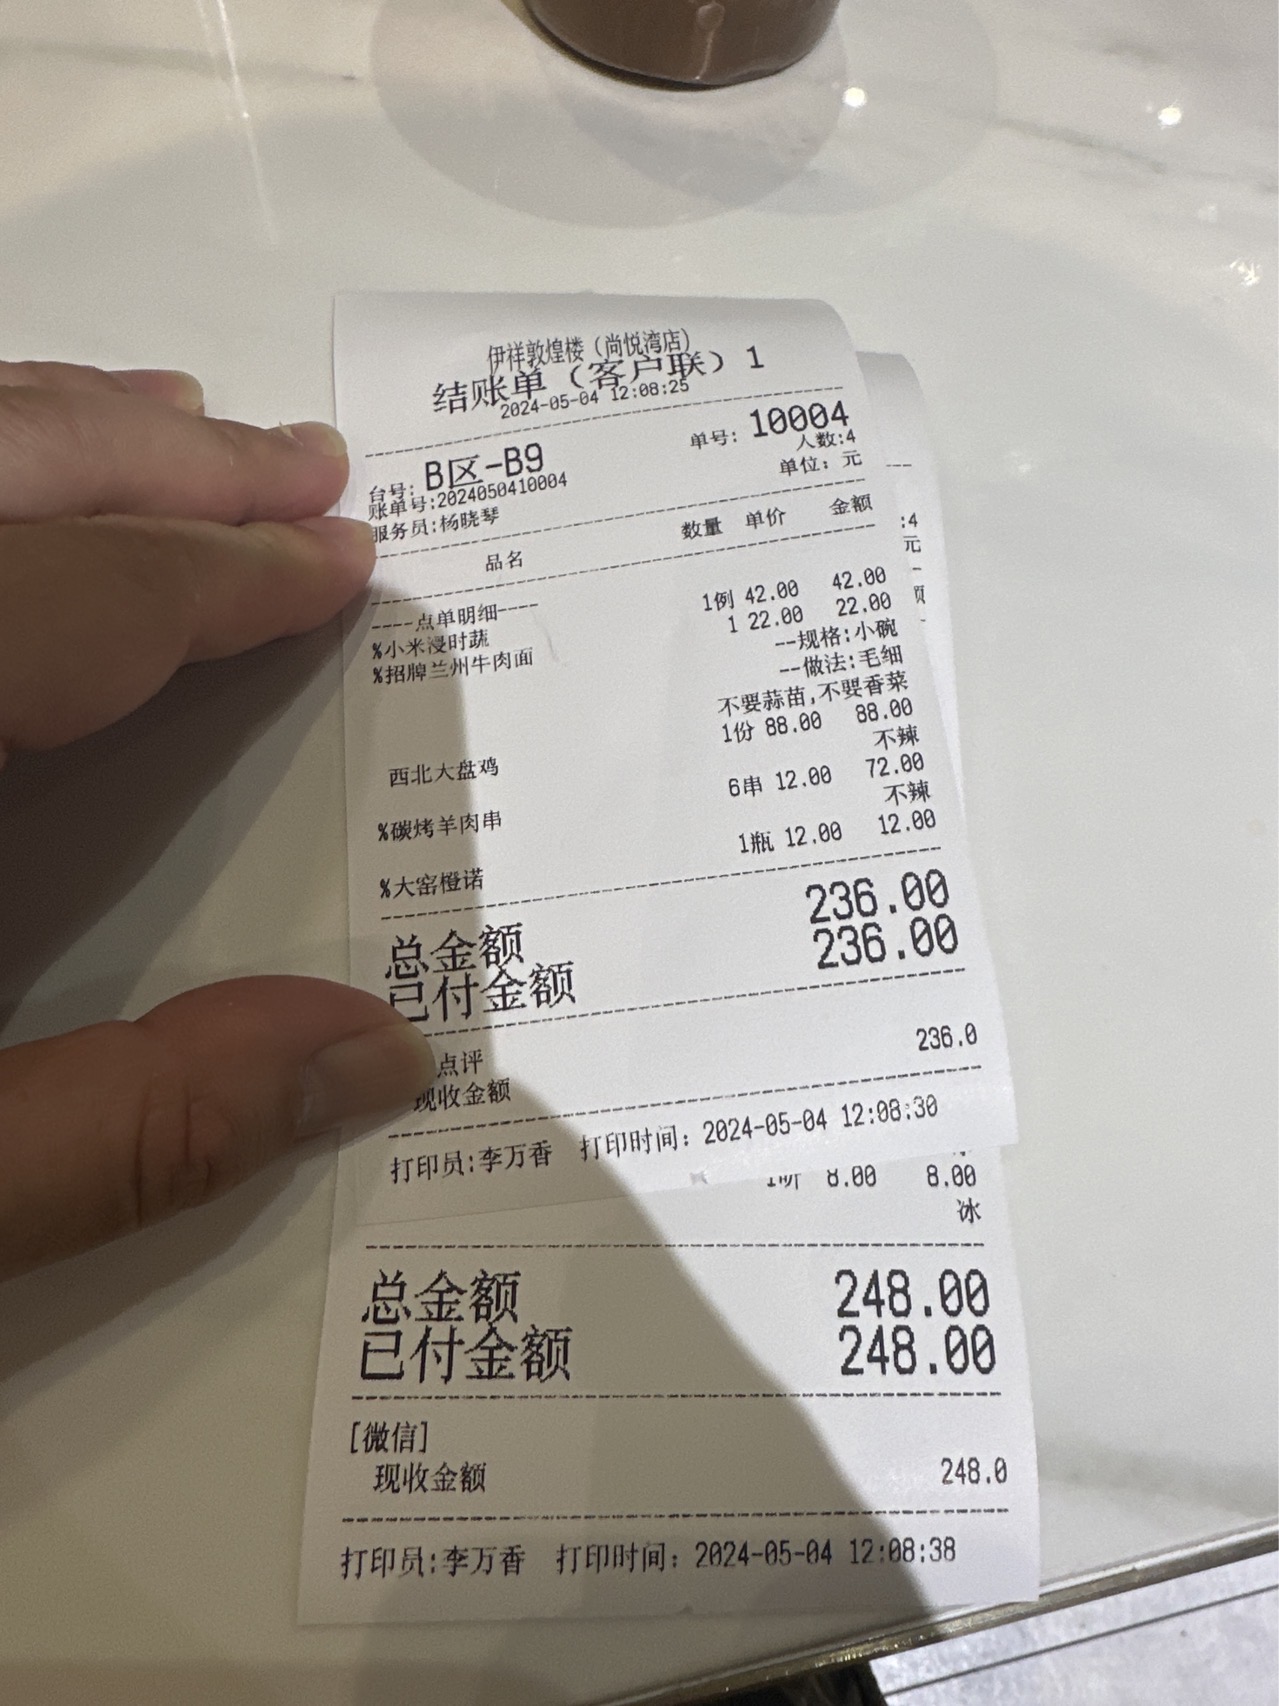 伊祥敦煌楼（尚悦湾店）
结账单（客户联）1
2024-05-04 12:08:25
台号: B区-B9 单号: 10004
账单号:2024050410004 人数:4
服务员:杨晓琴 单位: 元
品名 数量 单价 金额
----点单明细----
%小米浸时蔬 1例 42.00 42.00
%招牌兰州牛肉面 1 22.00 22.00
--规格:小碗
--做法:毛细
不要蒜苗,不要香菜
西北大盘鸡 1份 88.00 88.00
不辣
%碳烤羊肉串 6串 12.00 72.00
不辣
%大窑橙诺 1瓶 12.00 12.00
总金额 236.00
已付金额 236.00
点评
现收金额 236.0
打印员:李万香 打印时间: 2024-05-04 12:08:30
:4
元
额
1听 8.00 8.00
冰
总金额 248.00
已付金额 248.00
[微信]
现收金额 248.0
打印员:李万香 打印时间: 2024-05-04 12:08:38